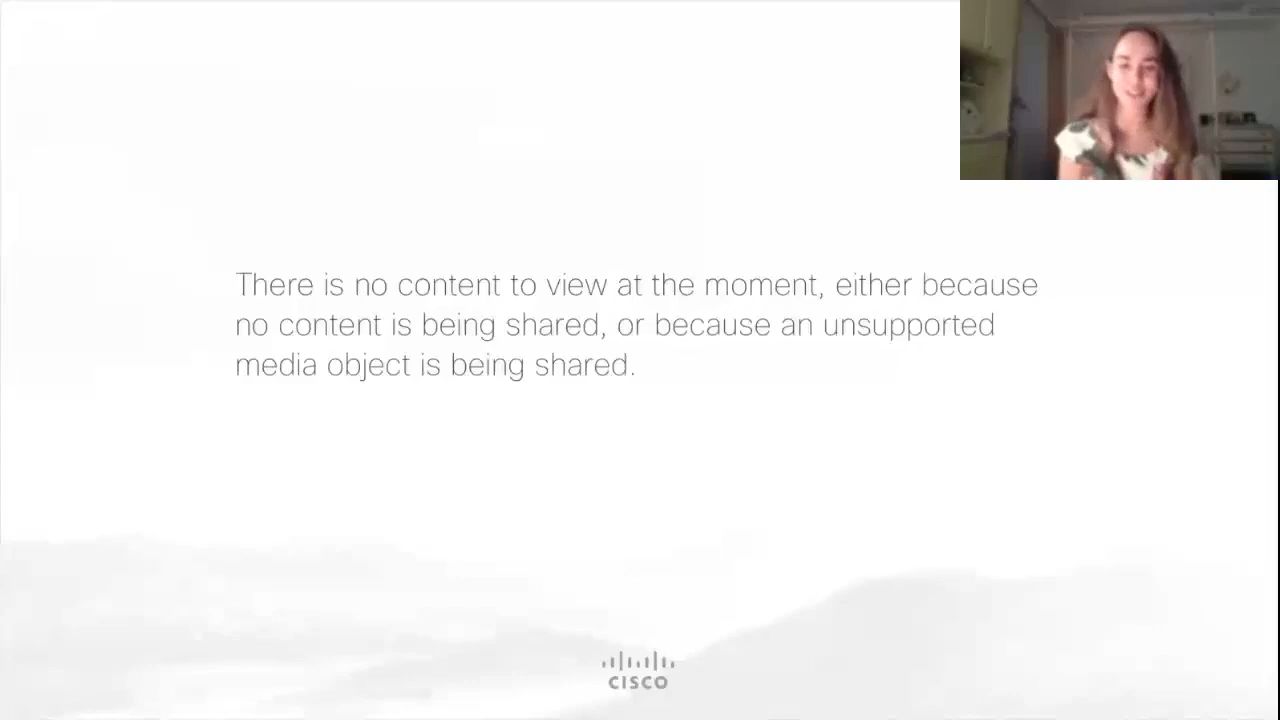 There is no content to view at the moment, either because
no content is being shared, or because an unsupported
media object is being shared.
CISCO